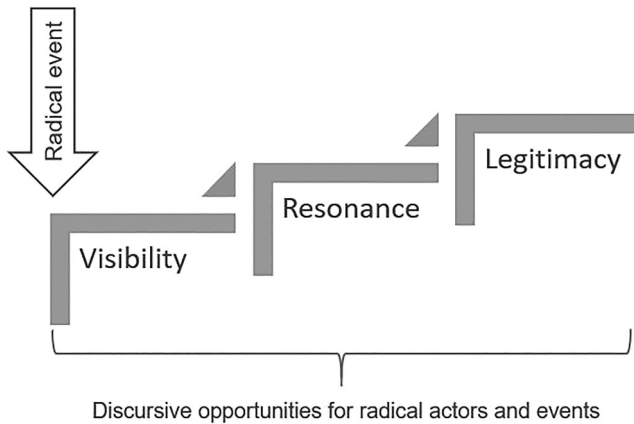 Radical event
Visibility
Resonance
Legitimacy
Discursive opportunities for radical actors and events